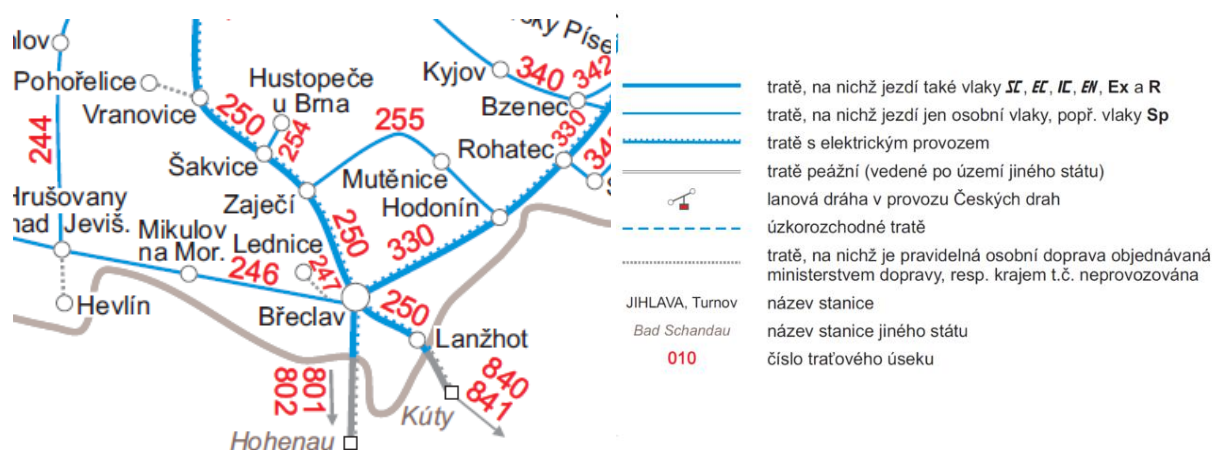 Pohořelice
Vranovice
250
Hustopeče
u Brna
254
255
Kyjov
340
342
Bzenec
330
Rohatec
244
Šakvice
Mutěnice
Zaječí
Hodonín
Hrušovany
nad Jeviš.
Mikulov
na Mor.
Lednice
250
330
246
247
Hevlín
Břeclav
250
Lanžhot
801
802
840
841
Kúty
Hohenau
tratě, na nichž jezdí také vlaky SC, EC, IC, EN, Ex a R
tratě, na nichž jezdí jen osobní vlaky, popř. vlaky Sp
tratě s elektrickým provozem
tratě peážní (vedené po území jiného státu)
lanová dráha v provozu Českých drah
úzkorozchodné tratě
tratě, na nichž je pravidelná osobní doprava objednávaná
ministerstvem dopravy, resp. krajem t.č. neprovozována
JIHLAVA, Turnov název stanice
Bad Schandau název stanice jiného státu
010 číslo traťového úseku